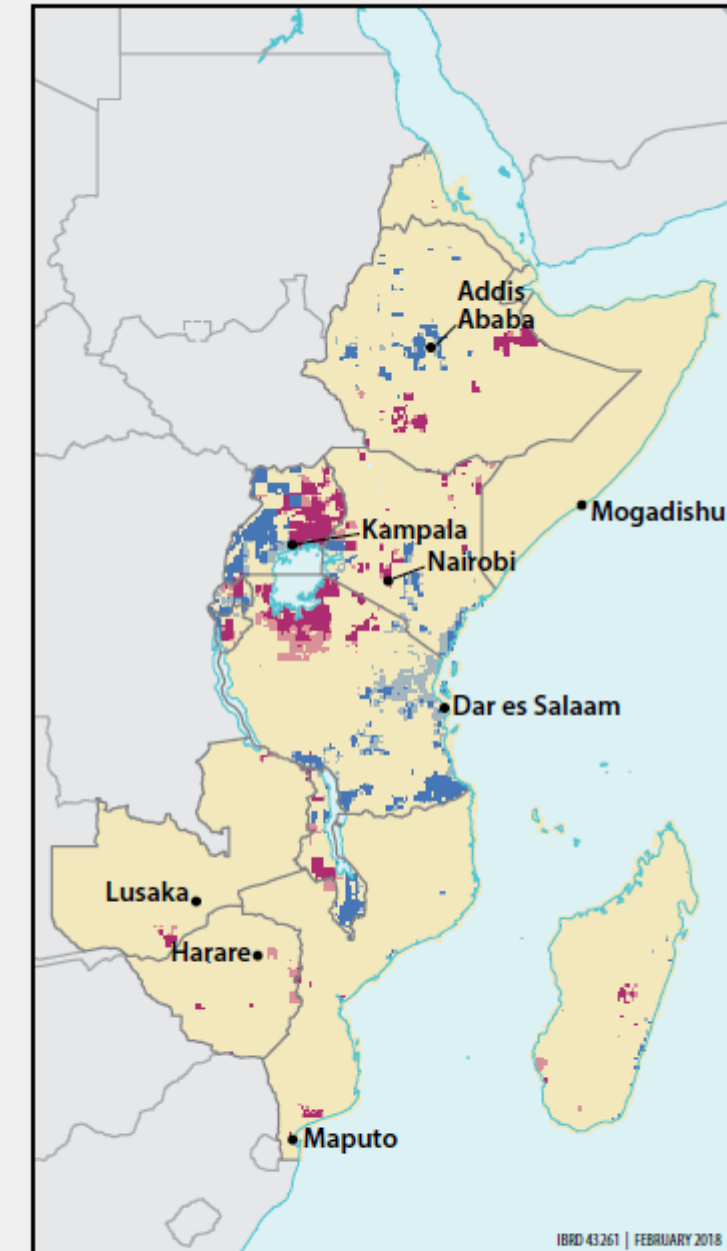 Addis
Ababa
Mogadishu
Kampala
Nairobi
Dar es Salaam
Lusaka
Harare
Maputo
IBRD 43261 | FEBRUARY 2018